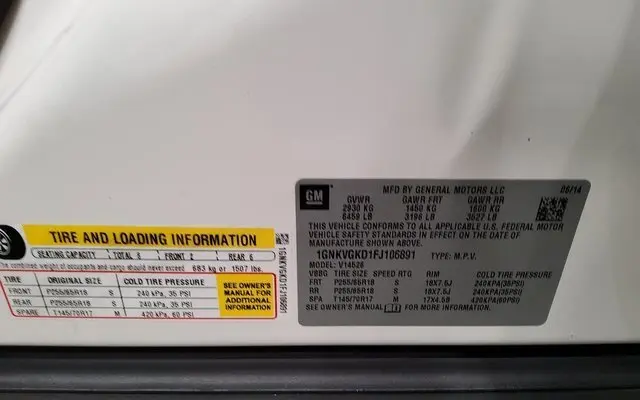 TIRE AND LOADING INFORMATION
SEATING CAPACITY TOTAL 8 FRONT 2 REAR 6
The combined weight of occupants and cargo should never exceed 683 kg or 1507 lbs.
TIRE ORIGINAL SIZE COLD TIRE PRESSURE
FRONT P255/65R18 S 240 kPa, 35 PSI
REAR P255/65R18 S 240 kPa, 35 PSI
SPARE T145/70R17 M 420 kPa, 60 PSI
SEE OWNER'S
MANUAL FOR
ADDITIONAL
INFORMATION
1GNKVGKD1FJ106891
GM
MFD BY GENERAL MOTORS LLC 08/14
GVWR GAWR FRT GAWR RR
2930 KG 1450 KG 1600 KG
6459 LB 3196 LB 3527 LB
THIS VEHICLE CONFORMS TO ALL APPLICABLE U.S. FEDERAL MOTOR
VEHICLE SAFETY STANDARDS IN EFFECT ON THE DATE OF
MANUFACTURE SHOWN ABOVE.
1GNKVGKD1FJ106891 TYPE: M.P.V.
MODEL: V14526
VBBG TIRE SIZE SPEED RTG RIM COLD TIRE PRESSURE
FRT P255/65R18 S 18X7.5J 240KPA(35PSI)
RR P255/65R18 S 18X7.5J 240KPA(35PSI)
SPA T145/70R17 M 17X4.5B 420KPA(60PSI)
SEE OWNER'S MANUAL FOR MORE INFORMATION.